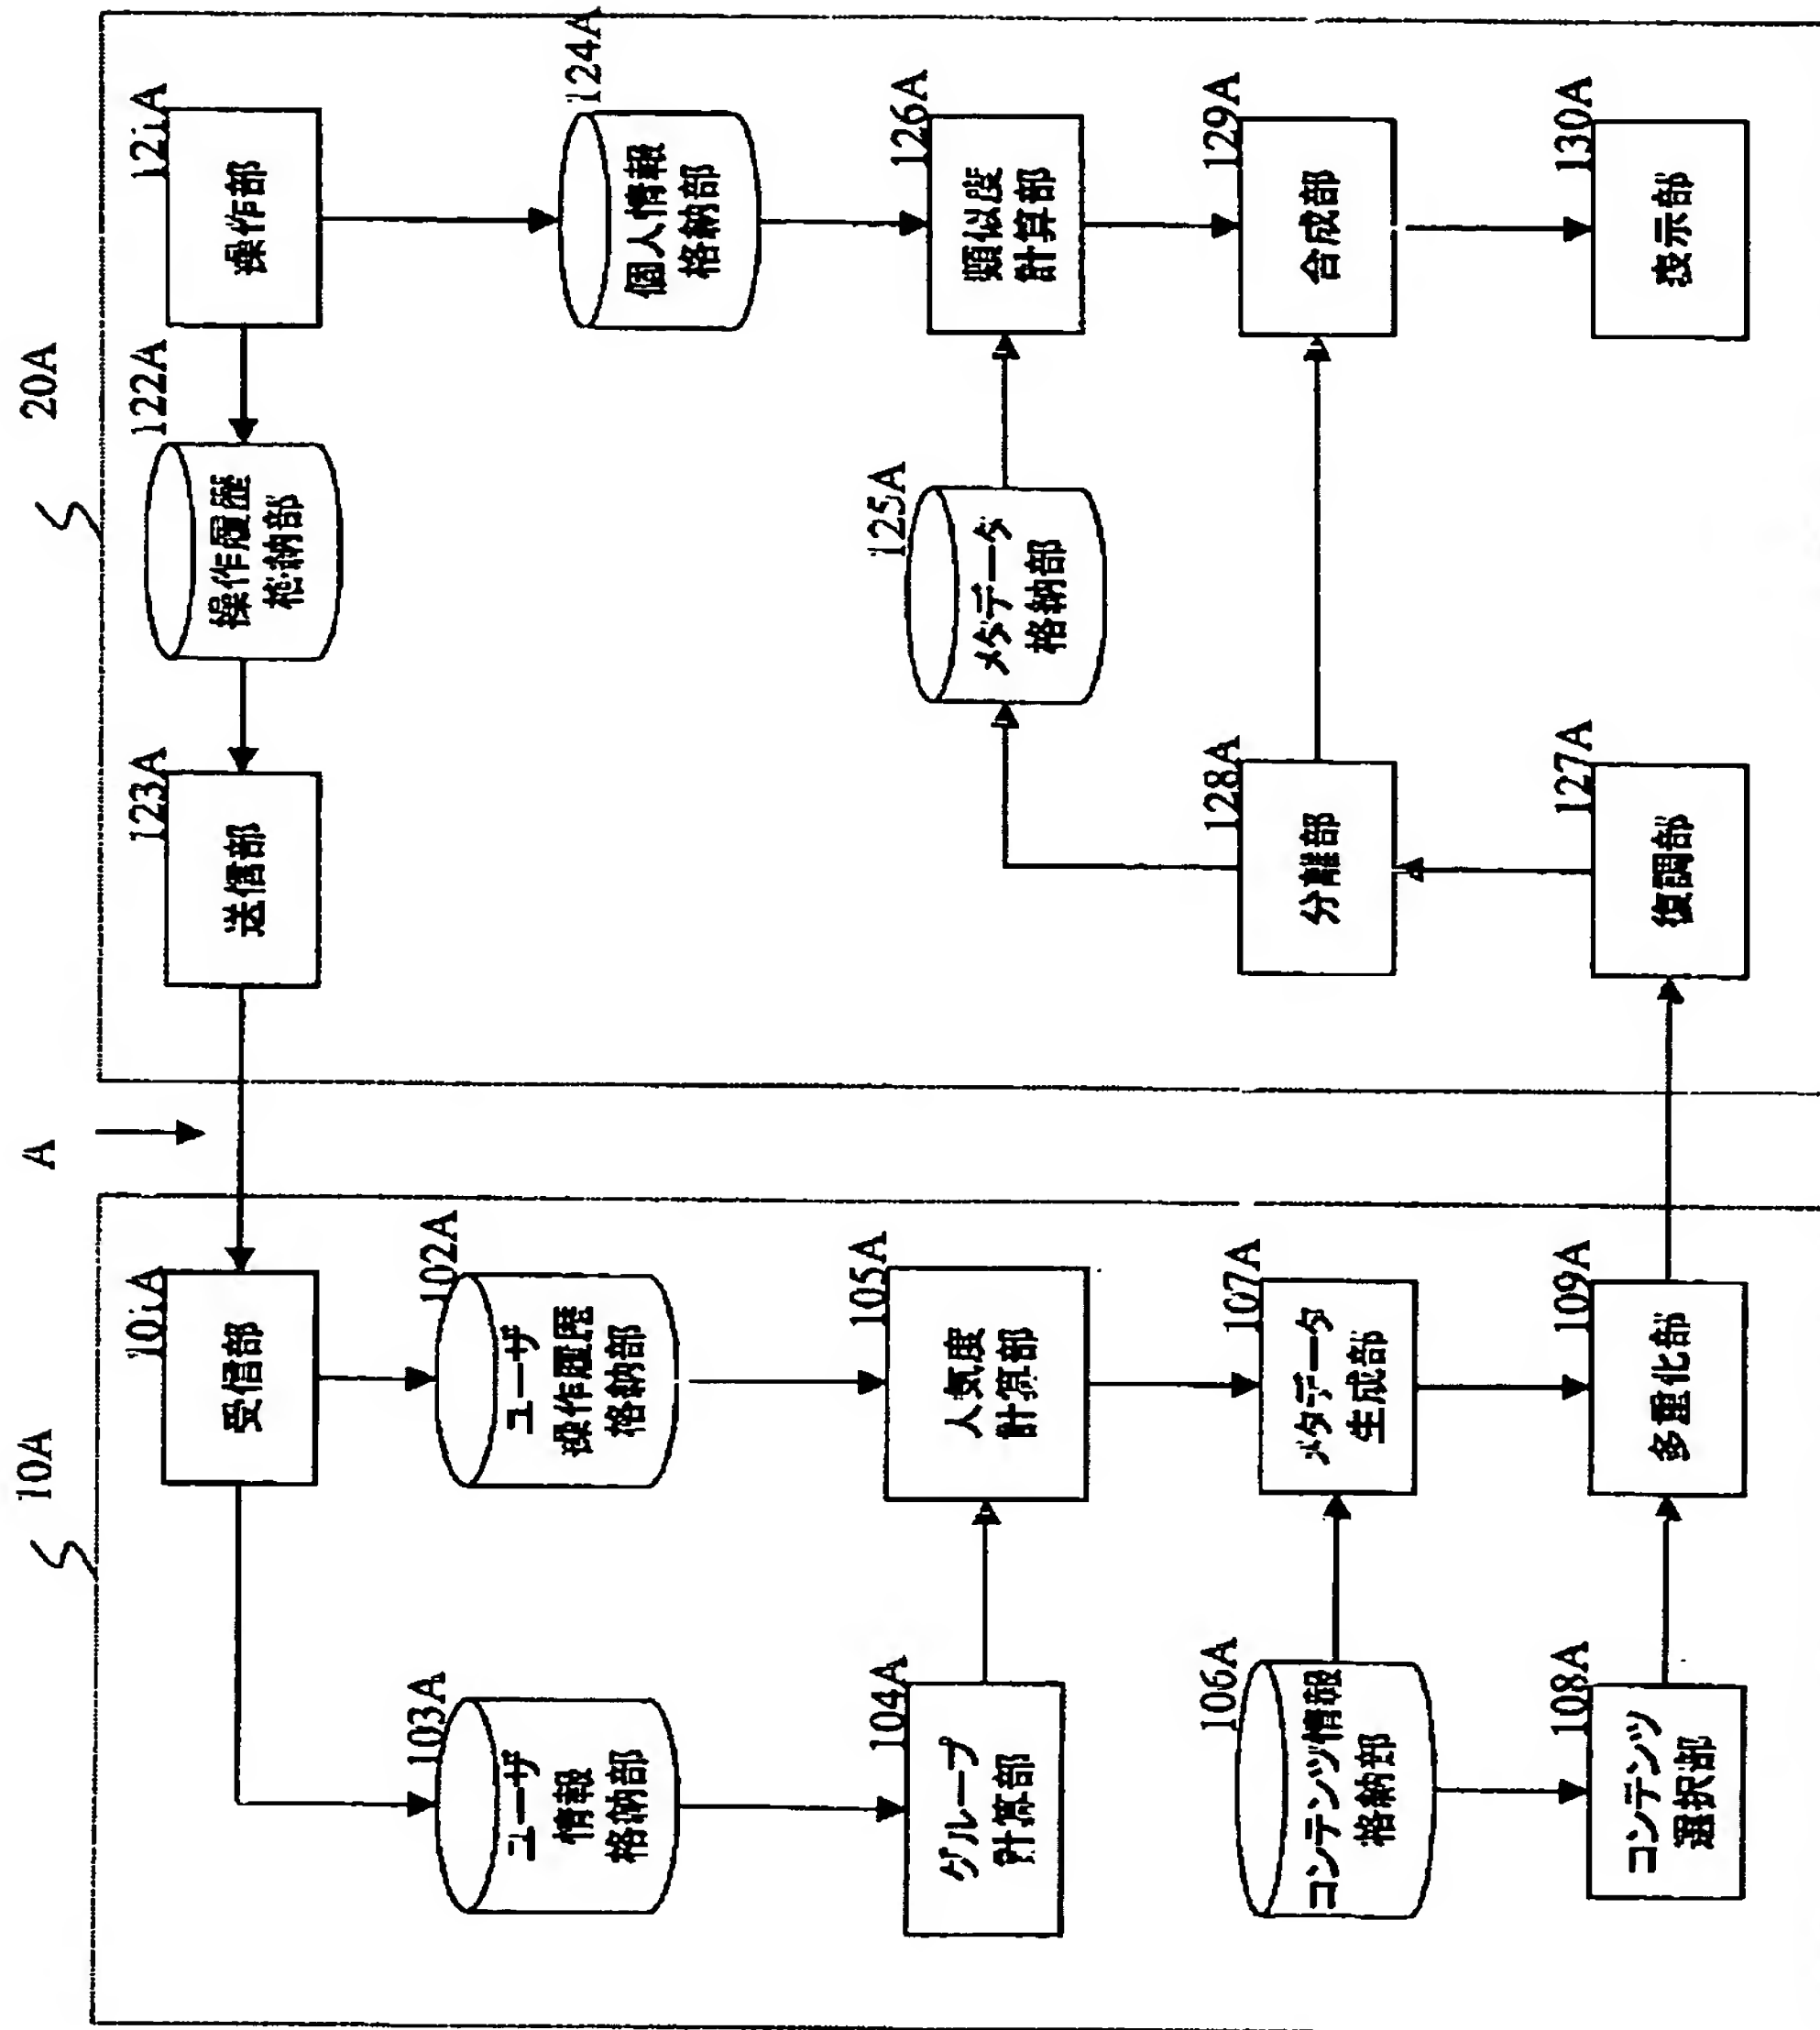 A
10A
101A
受信部
102A
ユーザ
操作履歴
格納部
103A
ユーザ
情報
格納部
104A
グループ
計算部
105A
人気度
計算部
106A
コンテンツ情報
格納部
107A
メタデータ
生成部
108A
コンテンツ
選択部
109A
多重化部
20A
121A
操作部
122A
操作履歴
格納部
123A
送信部
124A
個人情報
格納部
125A
メタデータ
格納部
126A
類似度
計算部
127A
復調部
128A
分離部
129A
合成部
130A
表示部